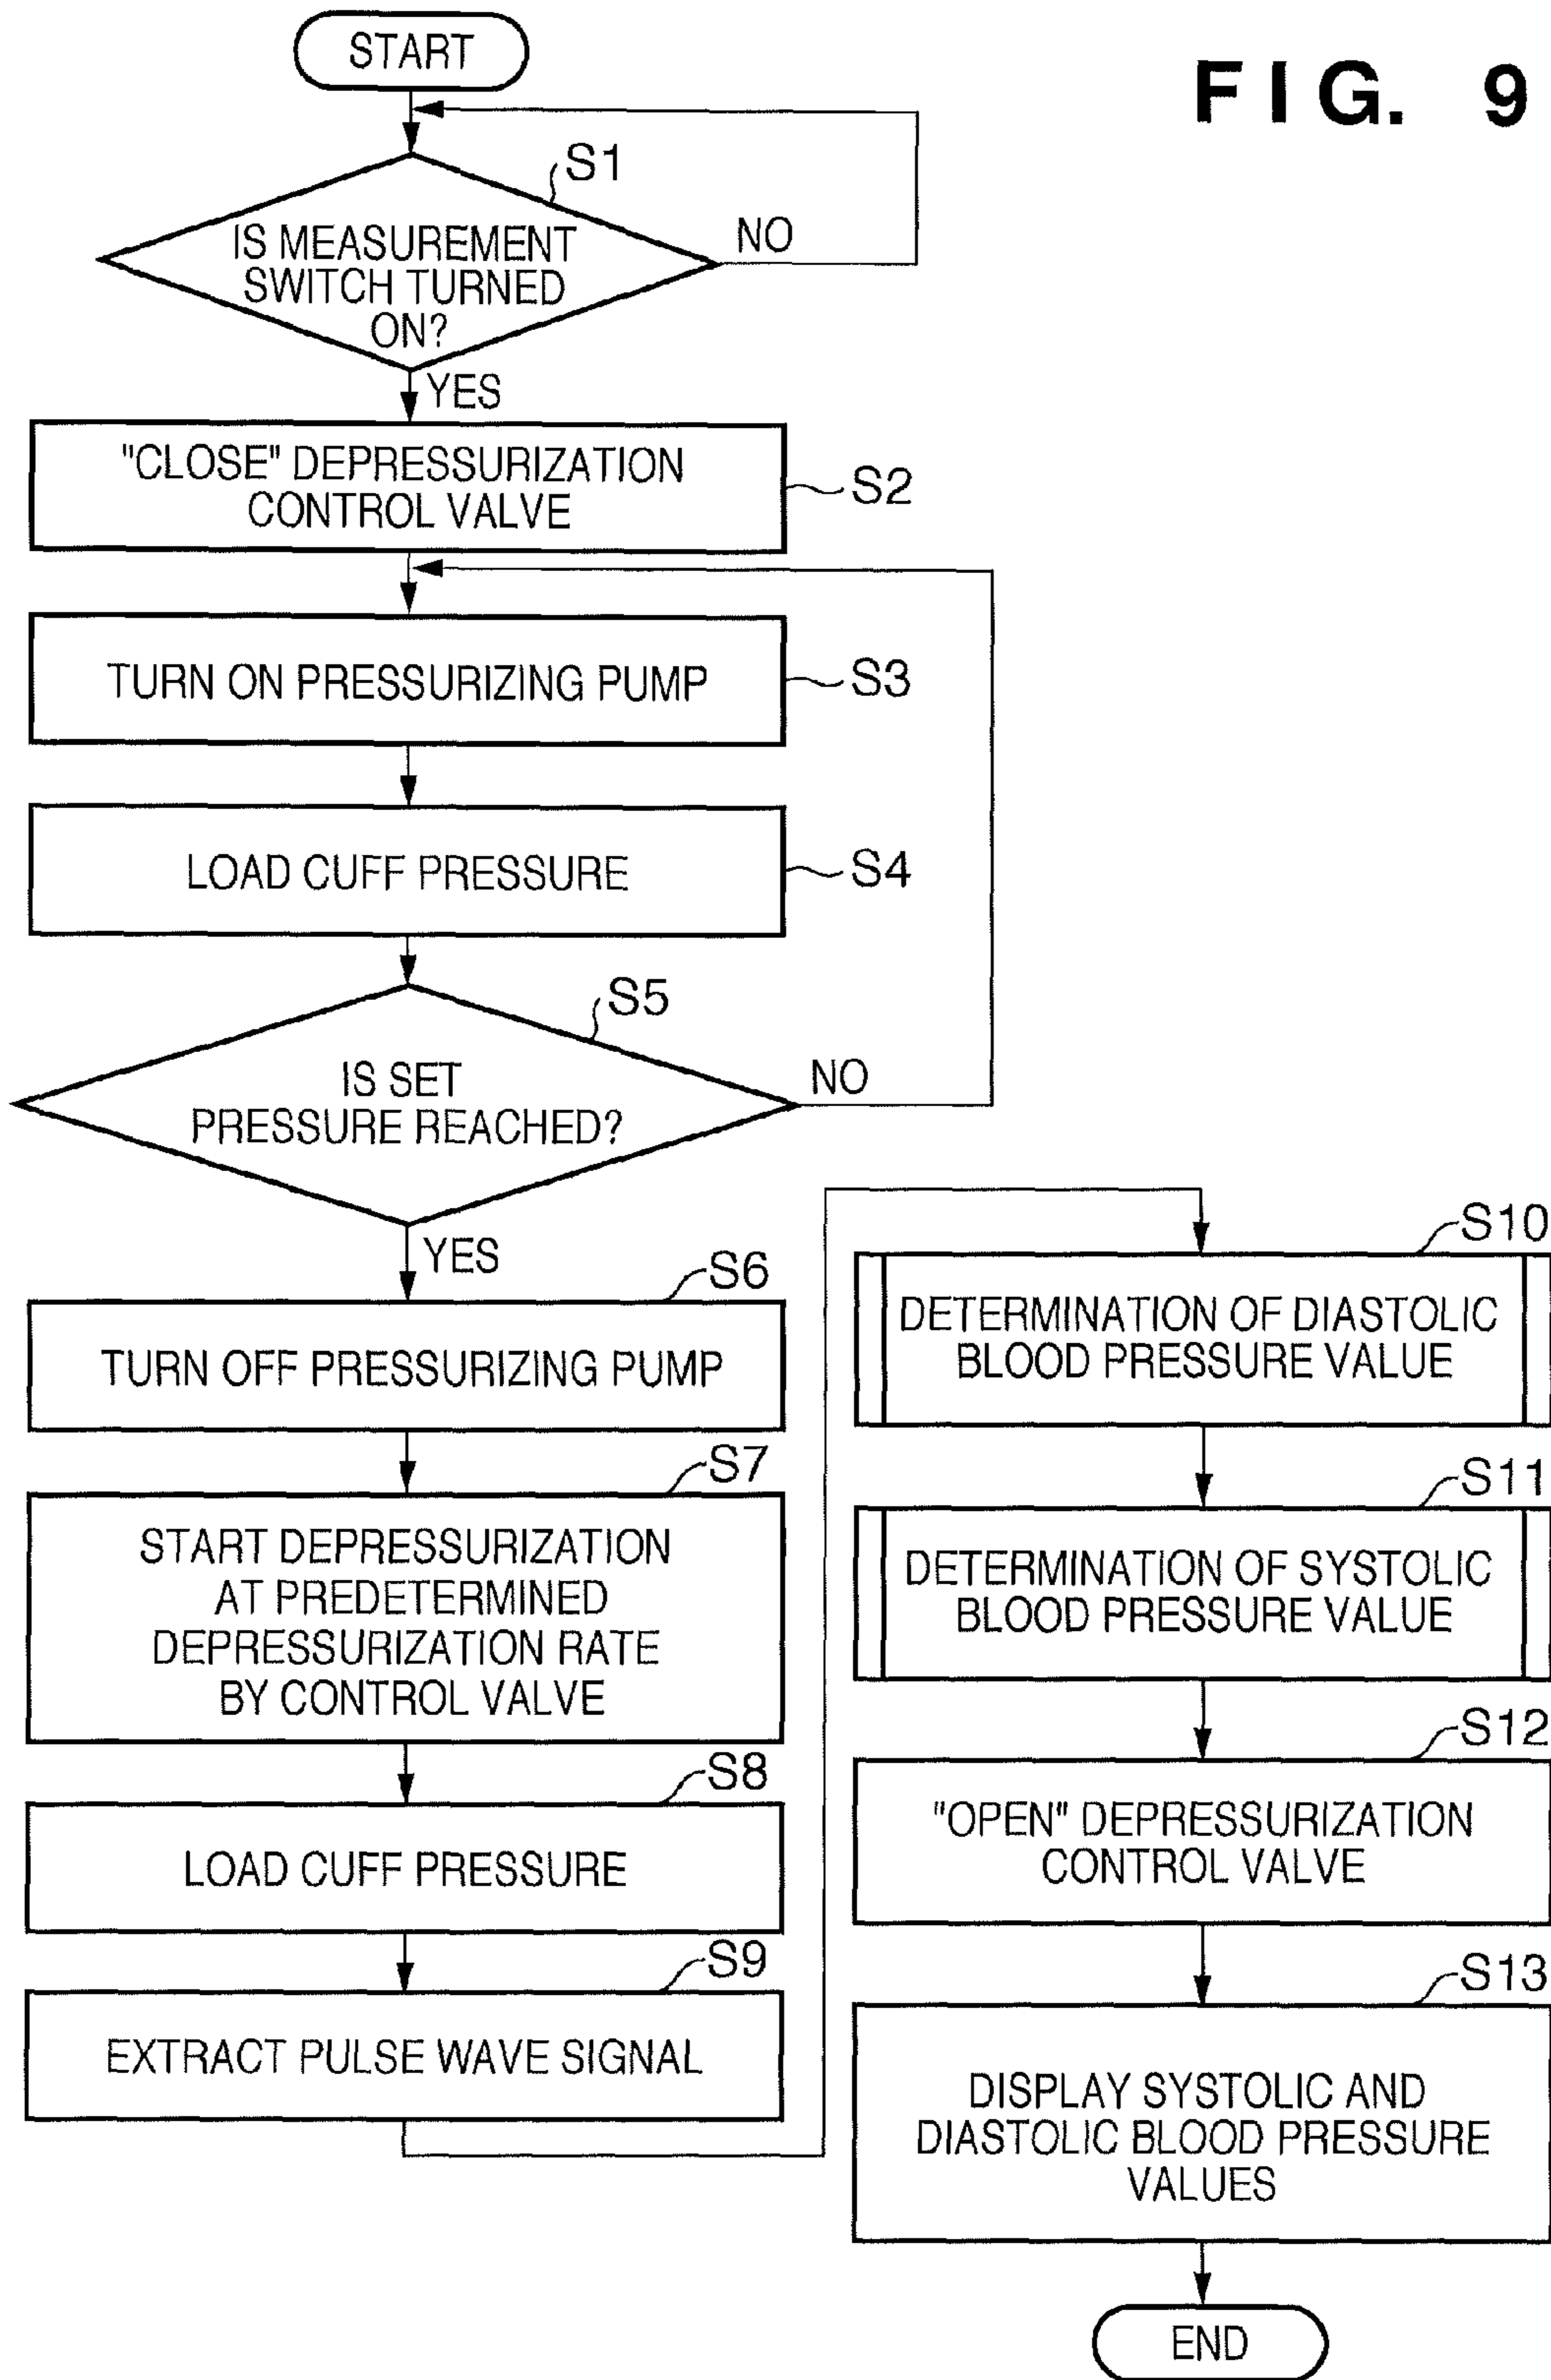 FIG. 9
START
S1
IS MEASUREMENT
SWITCH TURNED
ON?
NO
YES
"CLOSE" DEPRESSURIZATION
CONTROL VALVE
S2
TURN ON PRESSURIZING PUMP
S3
LOAD CUFF PRESSURE
S4
S5
IS SET
PRESSURE REACHED?
NO
YES
S6
TURN OFF PRESSURIZING PUMP
S7
START DEPRESSURIZATION
AT PREDETERMINED
DEPRESSURIZATION RATE
BY CONTROL VALVE
S8
LOAD CUFF PRESSURE
S9
EXTRACT PULSE WAVE SIGNAL
S10
DETERMINATION OF DIASTOLIC
BLOOD PRESSURE VALUE
S11
DETERMINATION OF SYSTOLIC
BLOOD PRESSURE VALUE
S12
"OPEN" DEPRESSURIZATION
CONTROL VALVE
S13
DISPLAY SYSTOLIC AND
DIASTOLIC BLOOD PRESSURE
VALUES
END